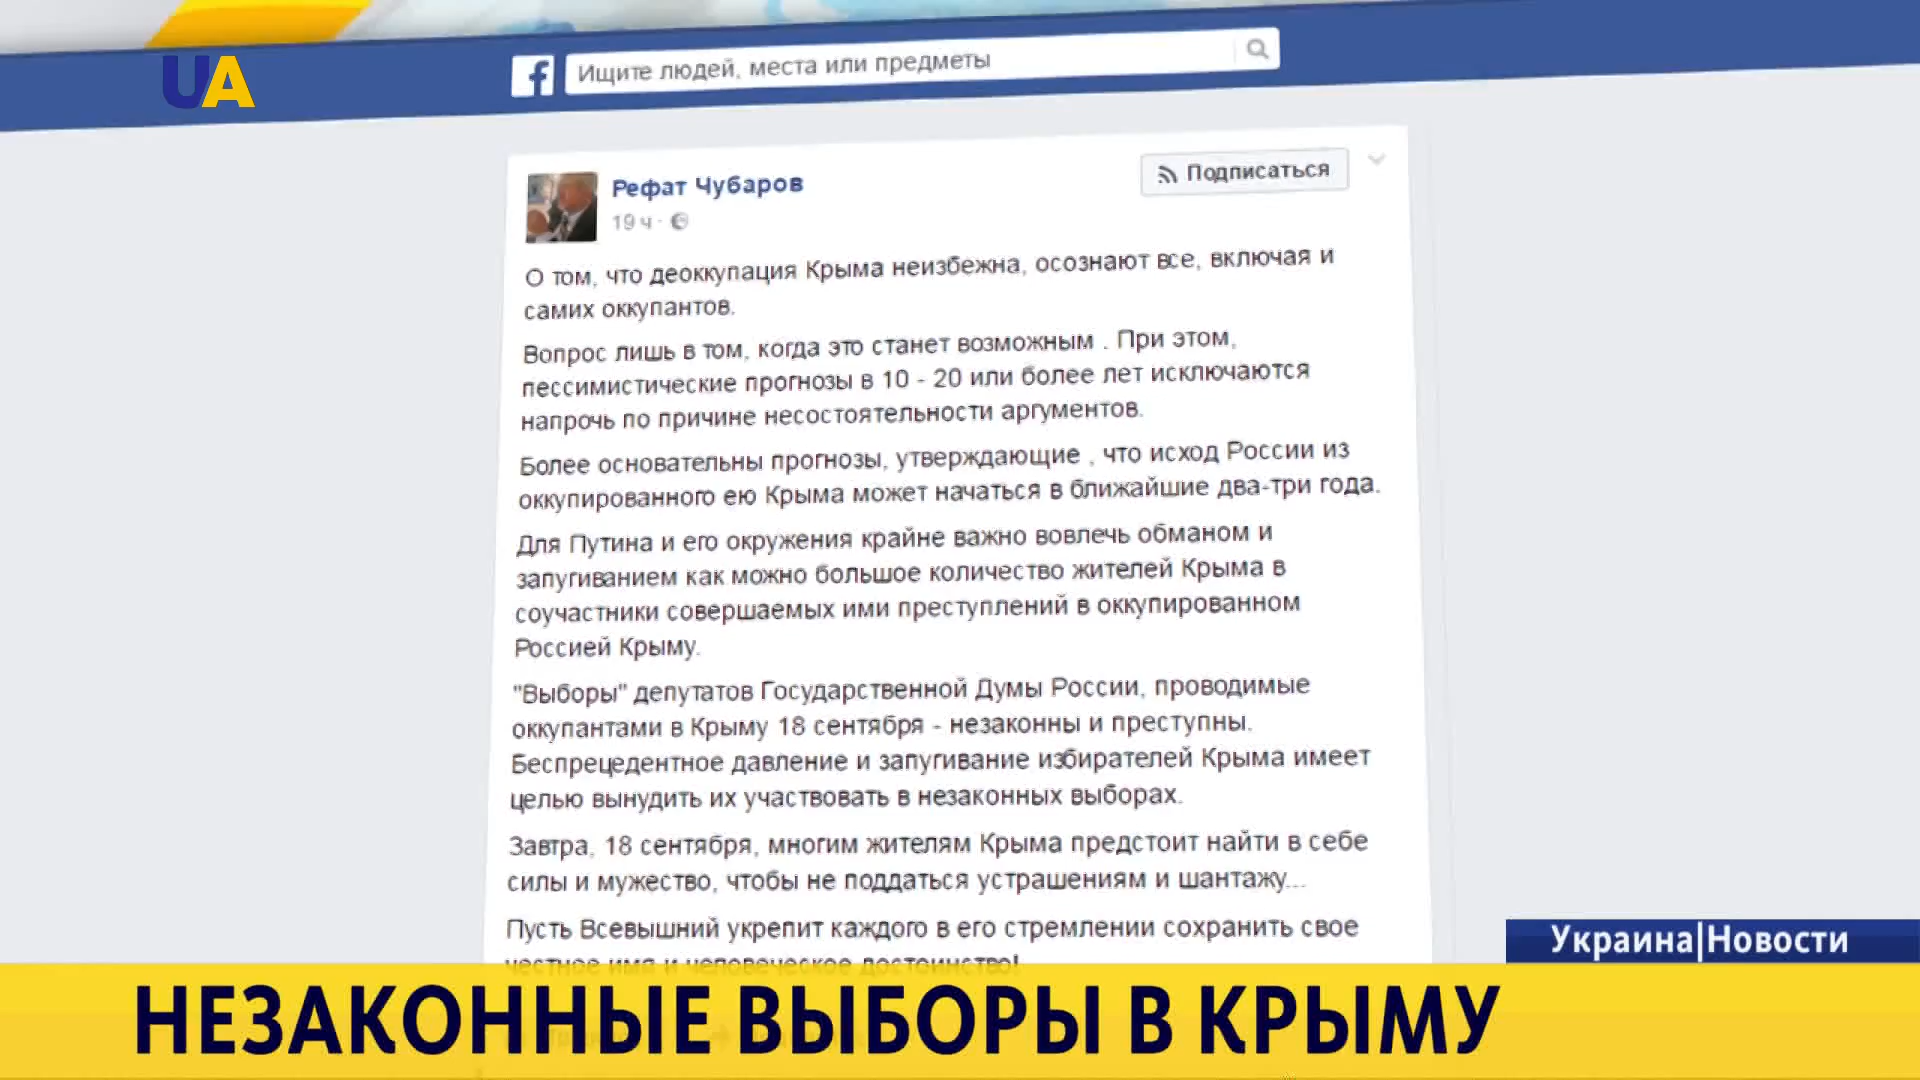 UA
Ищите людей, места или предметы
Рефат Чубаров
Подписаться
19 ч ·
О том, что деоккупация Крыма неизбежна, осознают все, включая и
самих оккупантов.
Вопрос лишь в том, когда это станет возможным . При этом,
пессимистические прогнозы в 10 - 20 или более лет исключаются
напрочь по причине несостоятельности аргументов.
Более основательны прогнозы, утверждающие , что исход России из
оккупированного ею Крыма может начаться в ближайшие два-три года.
Для Путина и его окружения крайне важно вовлечь обманом и
запугиванием как можно большое количество жителей Крыма в
соучастники совершаемых ими преступлений в оккупированном
Россией Крыму.
"Выборы" депутатов Государственной Думы России, проводимые
оккупантами в Крыму 18 сентября - незаконны и преступны.
Беспрецедентное давление и запугивание избирателей Крыма имеет
целью вынудить их участвовать в незаконных выборах.
Завтра, 18 сентября, многим жителям Крыма предстоит найти в себе
силы и мужество, чтобы не поддаться устрашениям и шантажу...
Пусть Всевышний укрепит каждого в его стремлении сохранить свое
честное имя и человеческое достоинство!
Украина|Новости
НЕЗАКОННЫЕ ВЫБОРЫ В КРЫМУ